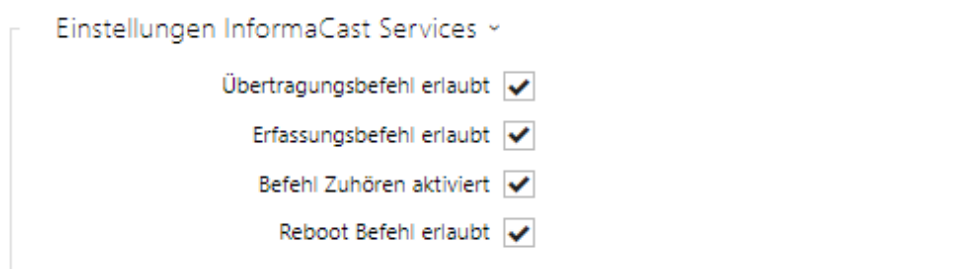 Einstellungen InformaCast Services
Übertragungsbefehl erlaubt
Erfassungsbefehl erlaubt
Befehl Zuhören aktiviert
Reboot Befehl erlaubt